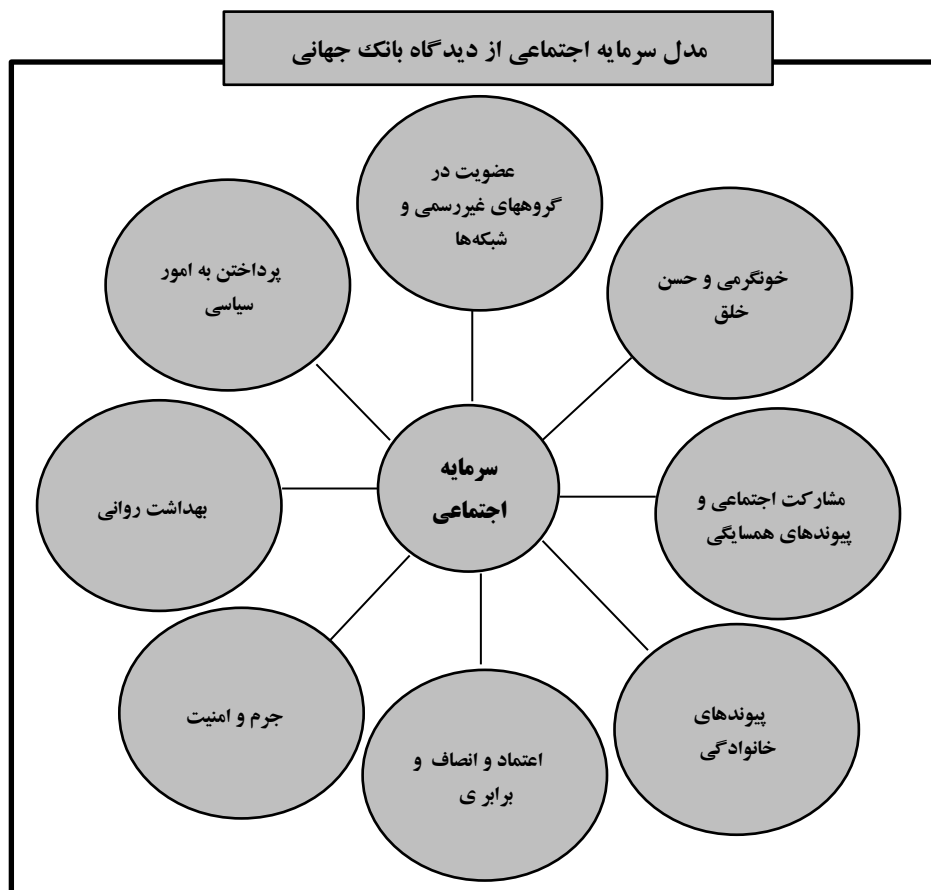 مدل سرمایه اجتماعی از دیدگاه بانک جهانی
عضویت در
گروههای غیررسمی و
شبکه‌ها
خونگرمی و حسن
خلق
مشارکت اجتماعی و
پیوندهای همسایگی
پیوندهای
خانوادگی
اعتماد و انصاف و
برابر ی
جرم و امنیت
بهداشت روانی
پرداختن به امور
سیاسی
سرمایه
اجتماعی